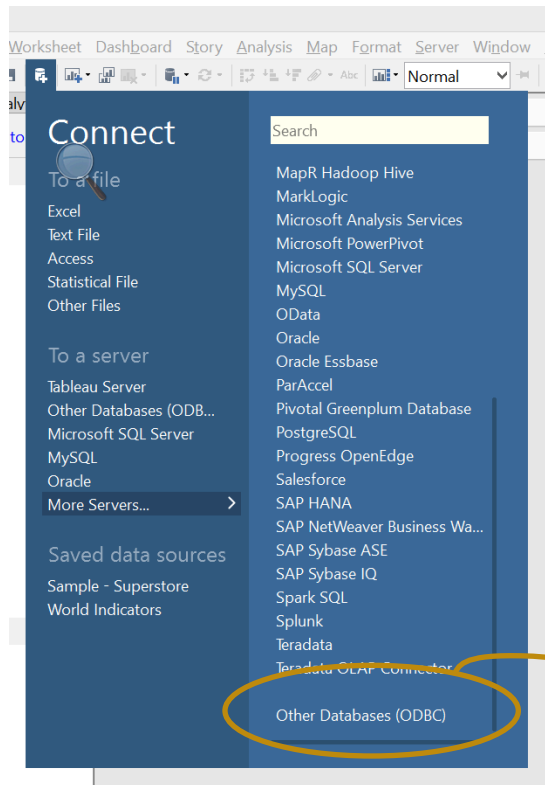 Worksheet Dashboard Story Analysis Map Format Server Window
Abc Normal
Connect
To a file
Excel
Text File
Access
Statistical File
Other Files
To a server
Tableau Server
Other Databases (ODB...
Microsoft SQL Server
MySQL
Oracle
More Servers...
Saved data sources
Sample - Superstore
World Indicators
Search
MapR Hadoop Hive
MarkLogic
Microsoft Analysis Services
Microsoft PowerPivot
Microsoft SQL Server
MySQL
OData
Oracle
Oracle Essbase
ParAccel
Pivotal Greenplum Database
PostgreSQL
Progress OpenEdge
Salesforce
SAP HANA
SAP NetWeaver Business Wa...
SAP Sybase ASE
SAP Sybase IQ
Spark SQL
Splunk
Teradata
Teradata OLAP Connector
Other Databases (ODBC)